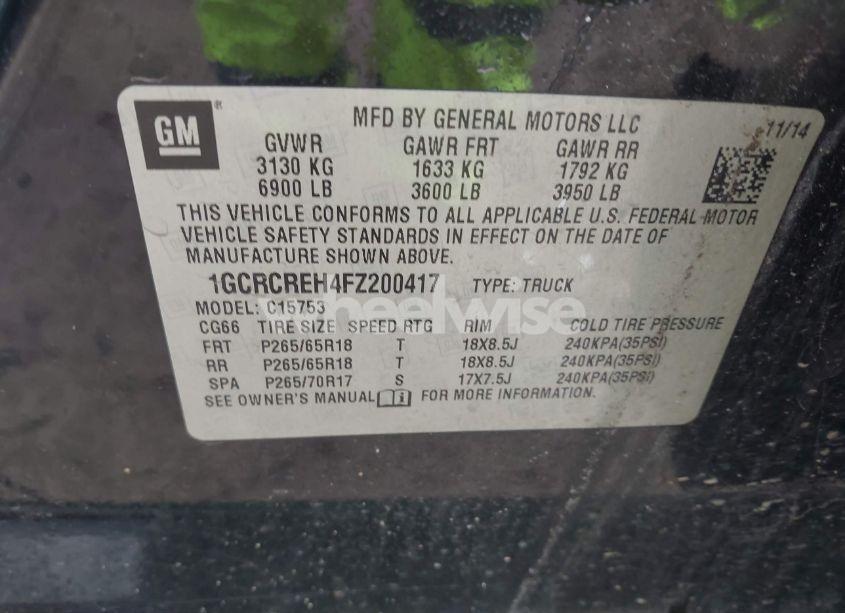 GM ®
MFD BY GENERAL MOTORS LLC 11/14
GVWR GAWR FRT GAWR RR
3130 KG 1633 KG 1792 KG
6900 LB 3600 LB 3950 LB
THIS VEHICLE CONFORMS TO ALL APPLICABLE U.S. FEDERAL MOTOR
VEHICLE SAFETY STANDARDS IN EFFECT ON THE DATE OF
MANUFACTURE SHOWN ABOVE.
1GCRCREH4FZ200417 TYPE: TRUCK
MODEL: C15753
wheelwise
CG66 TIRE SIZE SPEED RTG RIM COLD TIRE PRESSURE
FRT P265/65R18 T 18X8.5J 240KPA(35PSI)
RR P265/65R18 T 18X8.5J 240KPA(35PSI)
SPA P265/70R17 S 17X7.5J 240KPA(35PSI)
SEE OWNER'S MANUAL FOR MORE INFORMATION.